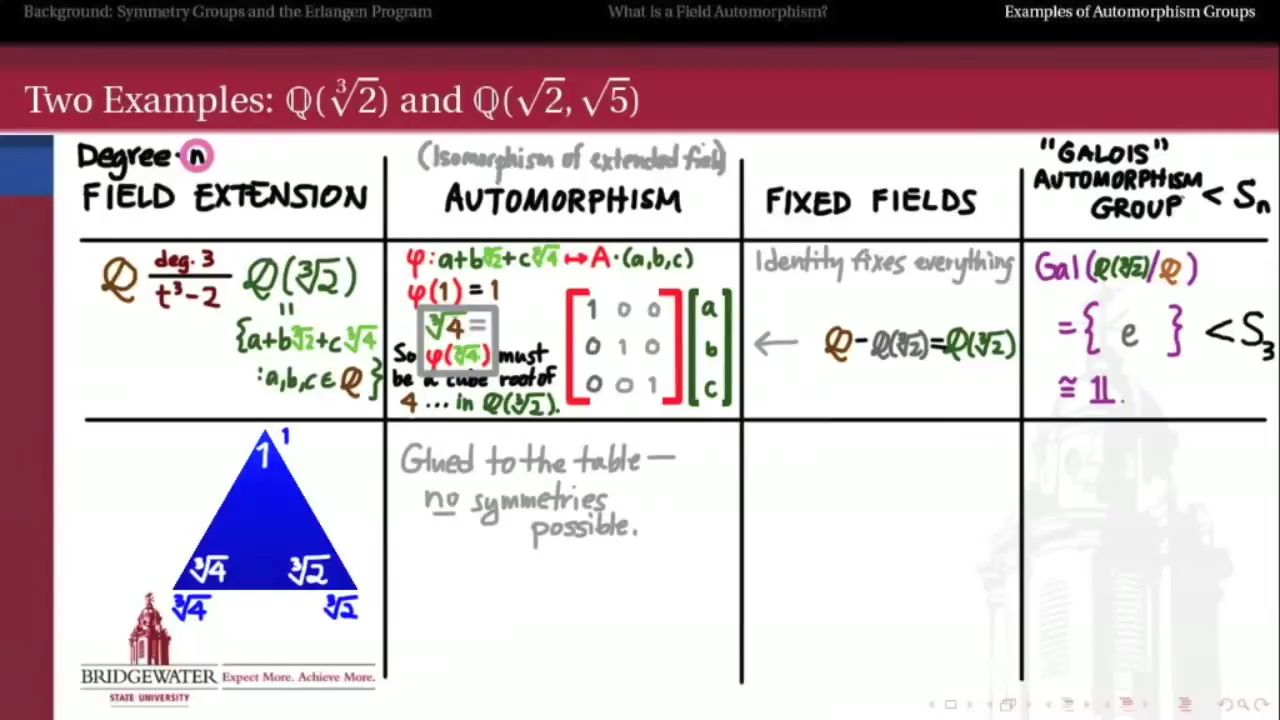 Background: Symmetry Groups and the Erlangen Program
What is a Field Automorphism?
Examples of Automorphism Groups
Two Examples: ℚ(∛2) and ℚ(√2, √5)
Degree-n
FIELD EXTENSION
(Isomorphism of extended field)
AUTOMORPHISM
FIXED FIELDS
"GALOIS"
AUTOMORPHISM
GROUP < Sn
ℚ deg. 3 ℚ(∛2)
t³-2
"
{a+b∛2+c∛4
:a,b,c∈ℚ}
φ:a+b∛2+c∛4 ↦ A·(a,b,c)
φ(1) = 1
∛4 =
So φ(∛4) must
be a cube root of
4 ... in ℚ(∛2).
1 0 0 a
0 1 0 b
0 0 1 c
Identity fixes everything
← ℚ-ℚ(∛2)=ℚ(∛2)
Gal(ℚ(∛2)/ℚ)
= { e } < S3
≅ 1.
1 1
∛4 ∛2
∛4 ∛2
Glued to the table —
no symmetries
possible.
BRIDGEWATER
STATE UNIVERSITY
Expect More. Achieve More.